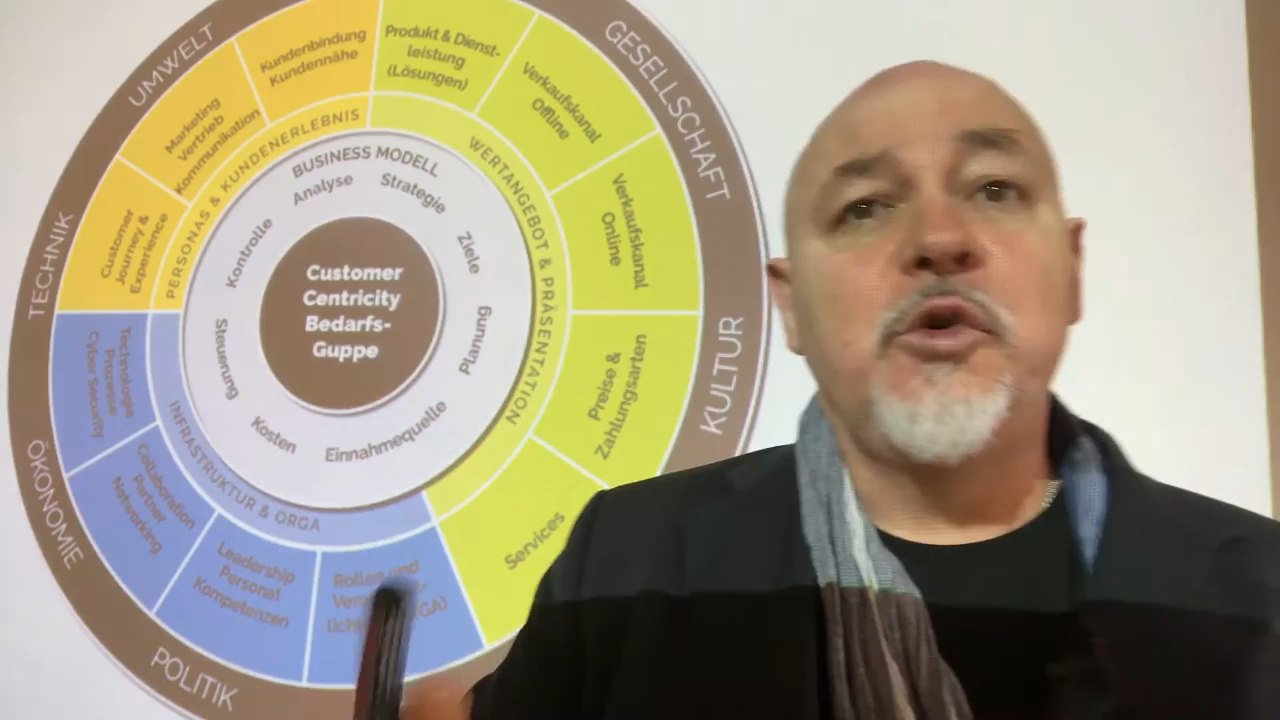 UMWELT
GESELLSCHAFT
KULTUR
POLITIK
ÖKONOMIE
TECHNIK
Kundenbindung
Kundennähe
Produkt & Dienst-
leistung
(Lösungen)
Verkaufskanal
Offline
Verkaufskanal
Online
Preise &
Zahlungsarten
Services
Rollen und
Leadership
Personal
Kompetenzen
Collaboration
Partner
Networking
Technologie
Prozesse
Cyber Security
Customer
Journey &
Experience
Marketing
Vertrieb
Kommunikation
PERSONAS & KUNDENERLEBNIS
WERTANGEBOT & PRÄSENTATION
INFRASTRUKTUR & ORGA
BUSINESS MODELL
Analyse
Strategie
Ziele
Planung
Einnahmequelle
Kosten
Steuerung
Kontrolle
Customer
Centricity
Bedarfs-
Guppe